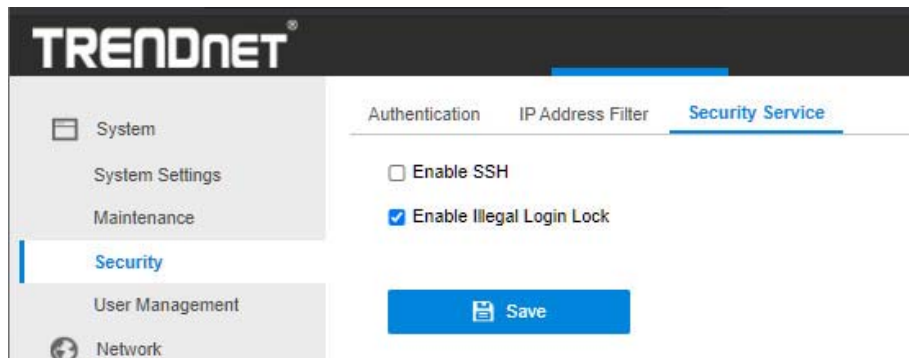 TRENDnet®
System
System Settings
Maintenance
Security
User Management
Network
Authentication IP Address Filter Security Service
Enable SSH
Enable Illegal Login Lock
Save